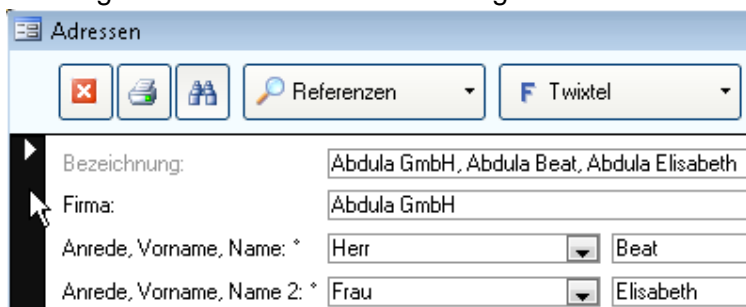 Adressen
Referenzen F Twixtel
Bezeichnung: Abdula GmbH, Abdula Beat, Abdula Elisabeth
Firma: Abdula GmbH
Anrede, Vorname, Name: * Herr Beat
Anrede, Vorname, Name 2: * Frau Elisabeth